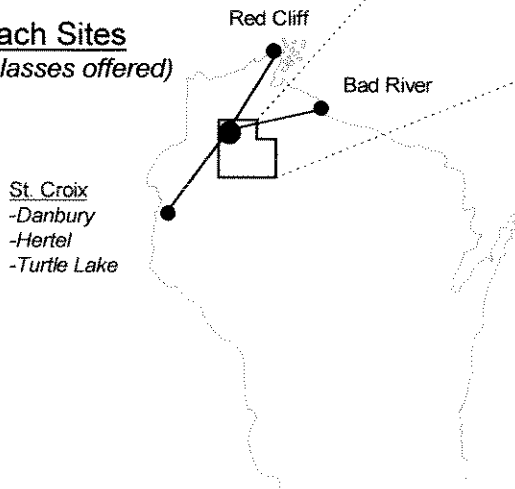 ach Sites
lasses offered)
Red Cliff
Bad River
St. Croix
-Danbury
-Hertel
-Turtle Lake